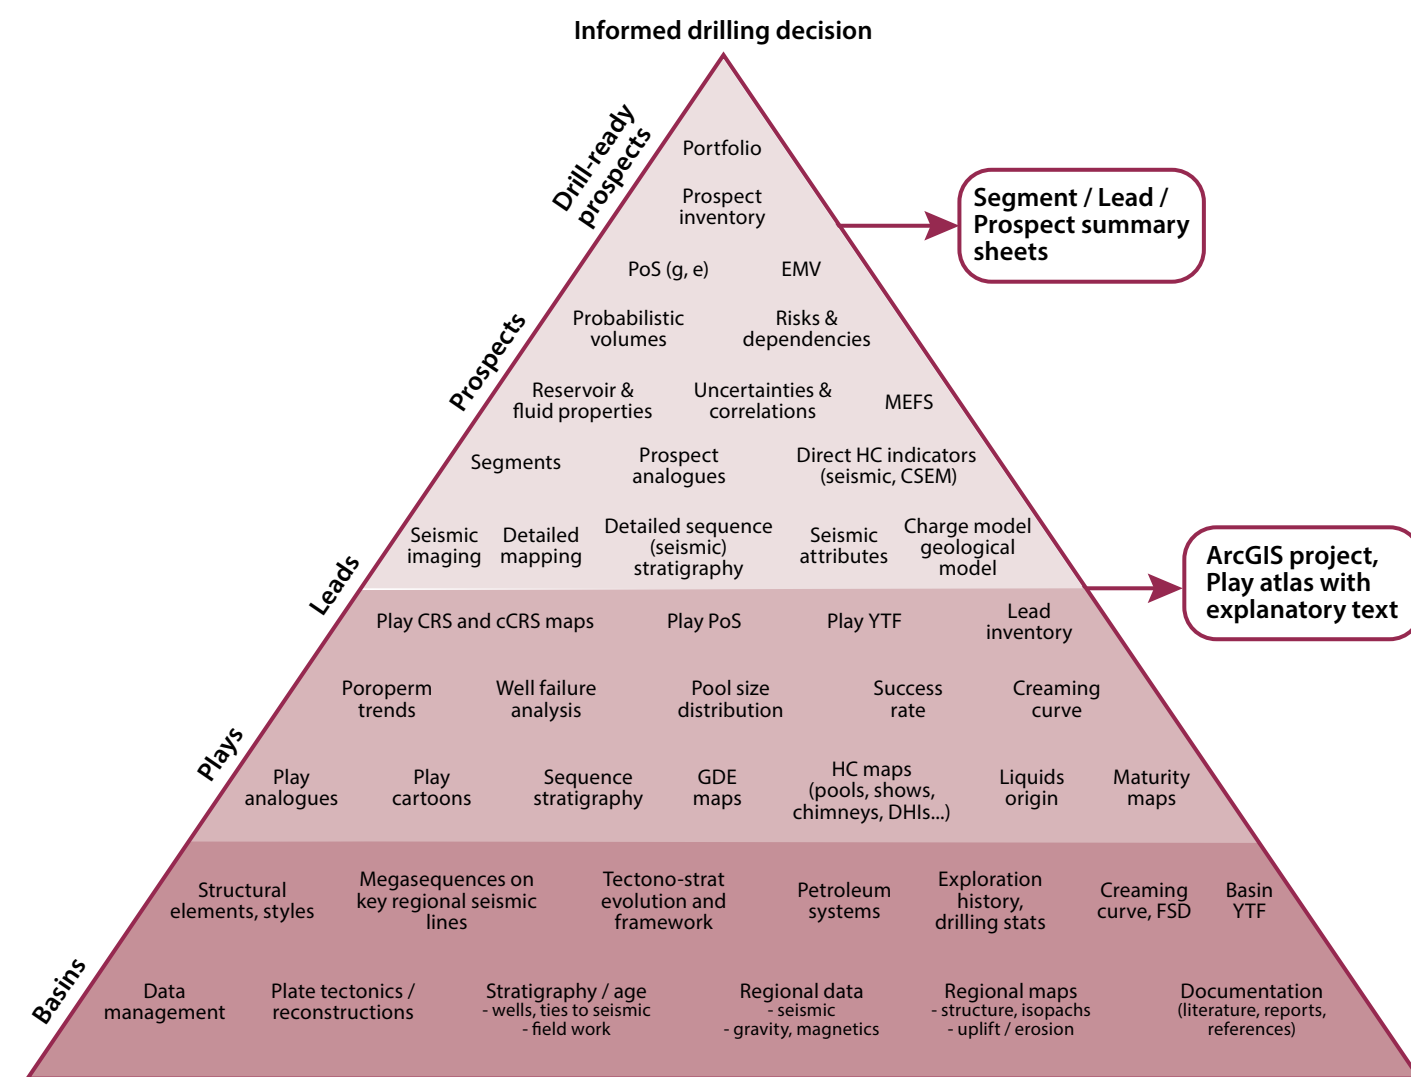 Informed drilling decision
Drill-ready
prospects
Portfolio
Prospect
inventory
Segment / Lead /
Prospect summary
sheets
PoS (g, e)
EMV
Prospects
Probabilistic
volumes
Risks &
dependencies
Reservoir &
fluid properties
Uncertainties &
correlations
MEFS
Segments
Prospect
analogues
Direct HC indicators
(seismic, CSEM)
Leads
Seismic
imaging
Detailed
mapping
Detailed sequence
(seismic)
stratigraphy
Seismic
attributes
Charge model
geological
model
ArcGIS project,
Play atlas with
explanatory text
Play CRS and cCRS maps
Play PoS
Play YTF
Lead
inventory
Poroperm
trends
Well failure
analysis
Pool size
distribution
Success
rate
Creaming
curve
Plays
Play
analogues
Play
cartoons
Sequence
stratigraphy
GDE
maps
HC maps
(pools, shows,
chimneys, DHIs...)
Liquids
origin
Maturity
maps
Structural
elements, styles
Megasequences on
key regional seismic
lines
Tectono-strat
evolution and
framework
Petroleum
systems
Exploration
history,
drilling stats
Creaming
curve, FSD
Basin
YTF
Basins
Data
management
Plate tectonics /
reconstructions
Stratigraphy / age
- wells, ties to seismic
- field work
Regional data
- seismic
- gravity, magnetics
Regional maps
- structure, isopachs
- uplift / erosion
Documentation
(literature, reports,
references)